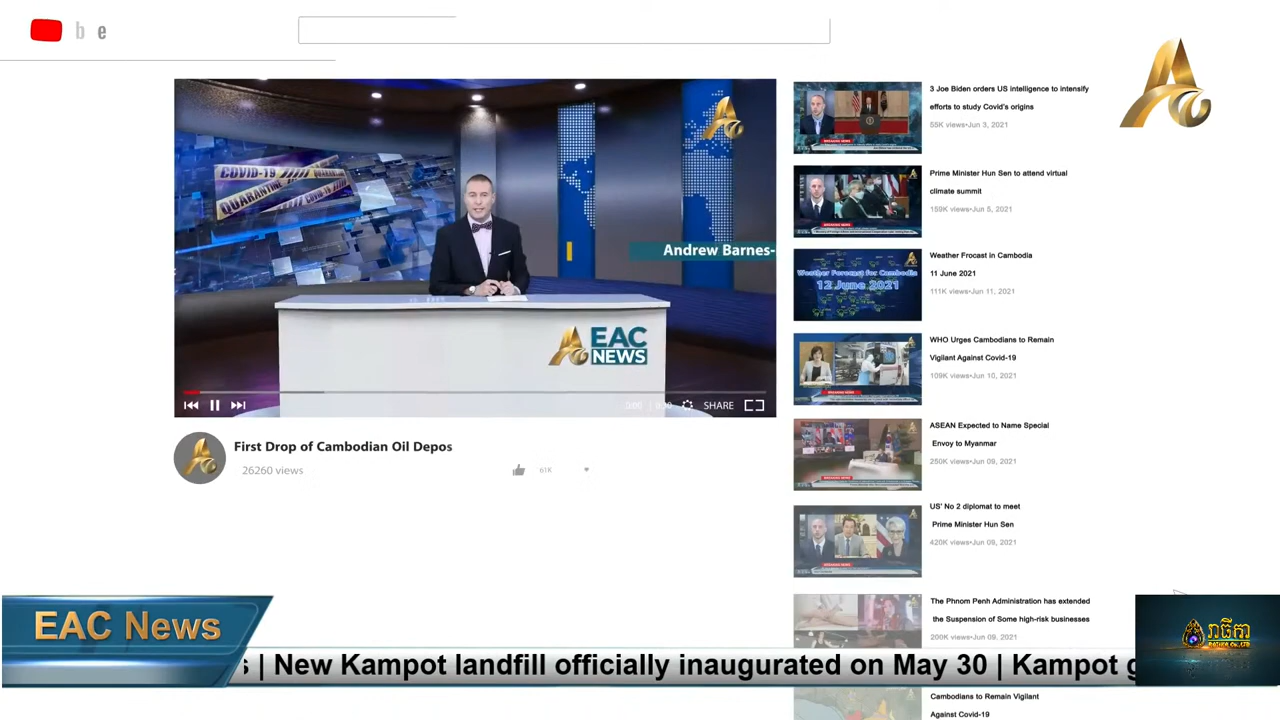 b e
COVID-19
QUARANTINE
COVID-19
Andrew Barnes-
EAC
NEWS
SHARE
First Drop of Cambodian Oil Depos
26260 views
61K
3 Joe Biden orders US intelligence to intensify
efforts to study Covid's origins
55K views•Jun 3, 2021
Prime Minister Hun Sen to attend virtual
climate summit
159K views•Jun 5, 2021
Weather Forecast for Cambodia
12 June 2021
Weather Frocast in Cambodia
11 June 2021
111K views•Jun 11, 2021
WHO Urges Cambodians to Remain
Vigilant Against Covid-19
109K views•Jun 10, 2021
ASEAN Expected to Name Special
Envoy to Myanmar
250K views•Jun 09, 2021
US' No 2 diplomat to meet
Prime Minister Hun Sen
420K views•Jun 09, 2021
The Phnom Penh Administration has extended
the Suspension of Some high-risk businesses
200K views•Jun 09, 2021
Cambodians to Remain Vigilant
Against Covid-19
EAC News
s | New Kampot landfill officially inaugurated on May 30 | Kampot g
រាធីកា